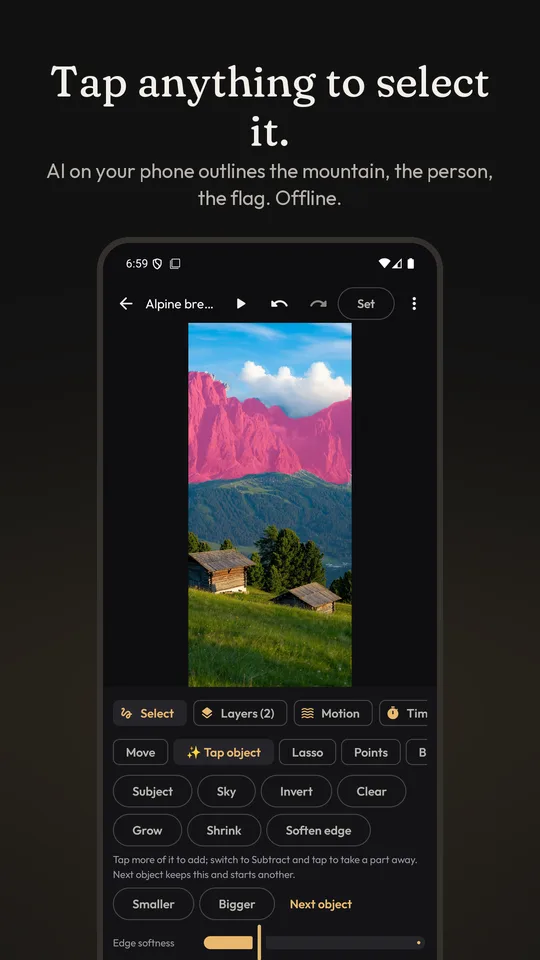 Tap anything to select
it.
AI on your phone outlines the mountain, the person,
the flag. Offline.
6:59
Alpine bre... Set
Select Layers (2) Motion Tim
Move ✨ Tap object Lasso Points B
Subject Sky Invert Clear
Grow Shrink Soften edge
Tap more of it to add; switch to Subtract and tap to take a part away.
Next object keeps this and starts another.
Smaller Bigger Next object
Edge softness